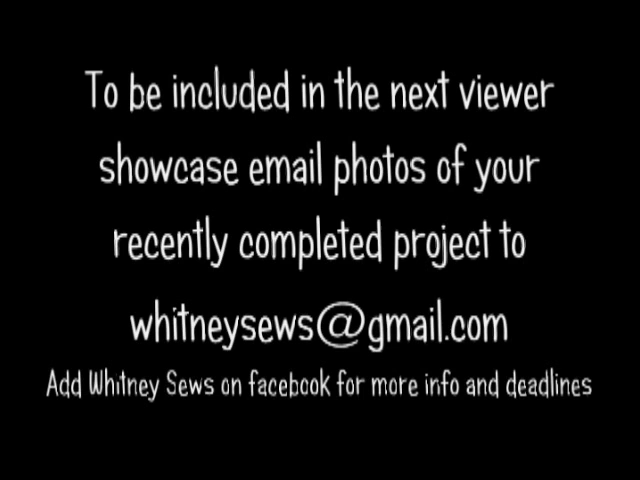 To be included in the next viewer
showcase email photos of your
recently completed project to
whitneysews@gmail.com
Add Whitney Sews on facebook for more info and deadlines